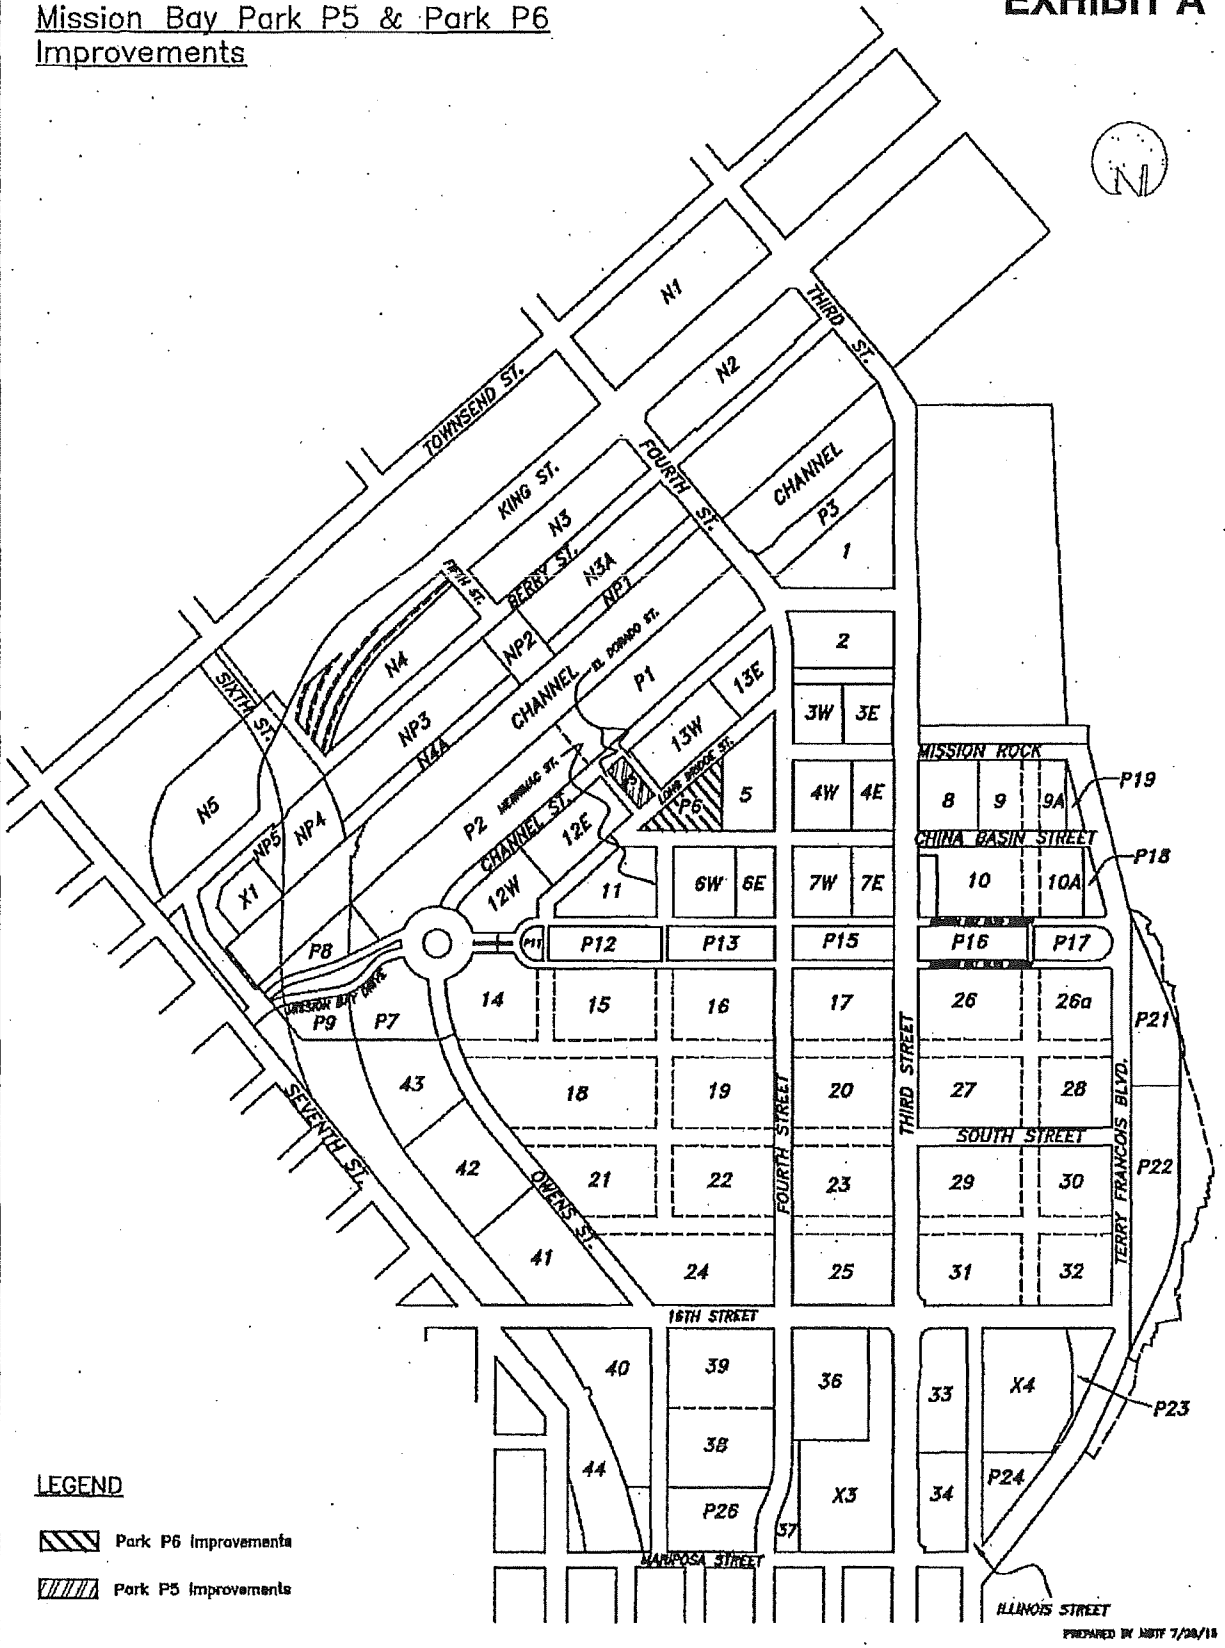 Mission Bay Park P5 & Park P6
Improvements
EXHIBIT A
N
N1
N2
THIRD ST.
TOWNSEND ST.
KING ST.
FOURTH ST.
CHANNEL
P3
1
N3
BERRY ST.
N3A
NP1
FIFTH ST.
N4
NP2
EL DORADO ST.
2
SIXTH ST.
NP3
CHANNEL
P1
13E
N4A
3W
3E
13W
MISSION ROCK
LONG BRIDGE ST.
N5
NP5
NP4
P2
MERRIMAC ST.
CHANNEL ST.
12E
P6
5
4W
4E
8
9
9A
P19
CHINA BASIN STREET
P18
X1
12W
11
6W
6E
7W
7E
10
10A
P8
P11
P12
P13
P15
P16
P17
MISSION BAY DRIVE
P9
P7
14
15
16
17
26
26a
P21
43
18
19
20
27
28
SEVENTH ST.
FOURTH STREET
THIRD STREET
SOUTH STREET
TERRY FRANCOIS BLVD.
42
OWENS ST.
21
22
23
29
30
P22
41
24
25
31
32
16TH STREET
40
39
36
33
X4
P23
38
44
P26
37
X3
34
P24
MARIPOSA STREET
ILLINOIS STREET
LEGEND
Park P6 Improvements
Park P5 Improvements
PREPARED BY